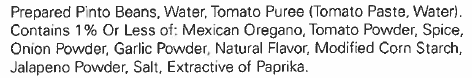 Prepared Pinto Beans, Water, Tomato Puree (Tomato Paste, Water).
Contains 1% Or Less of: Mexican Oregano, Tomato Powder, Spice,
Onion Powder, Garlic Powder, Natural Flavor, Modified Corn Starch,
Jalapeno Powder, Salt, Extractive of Paprika.